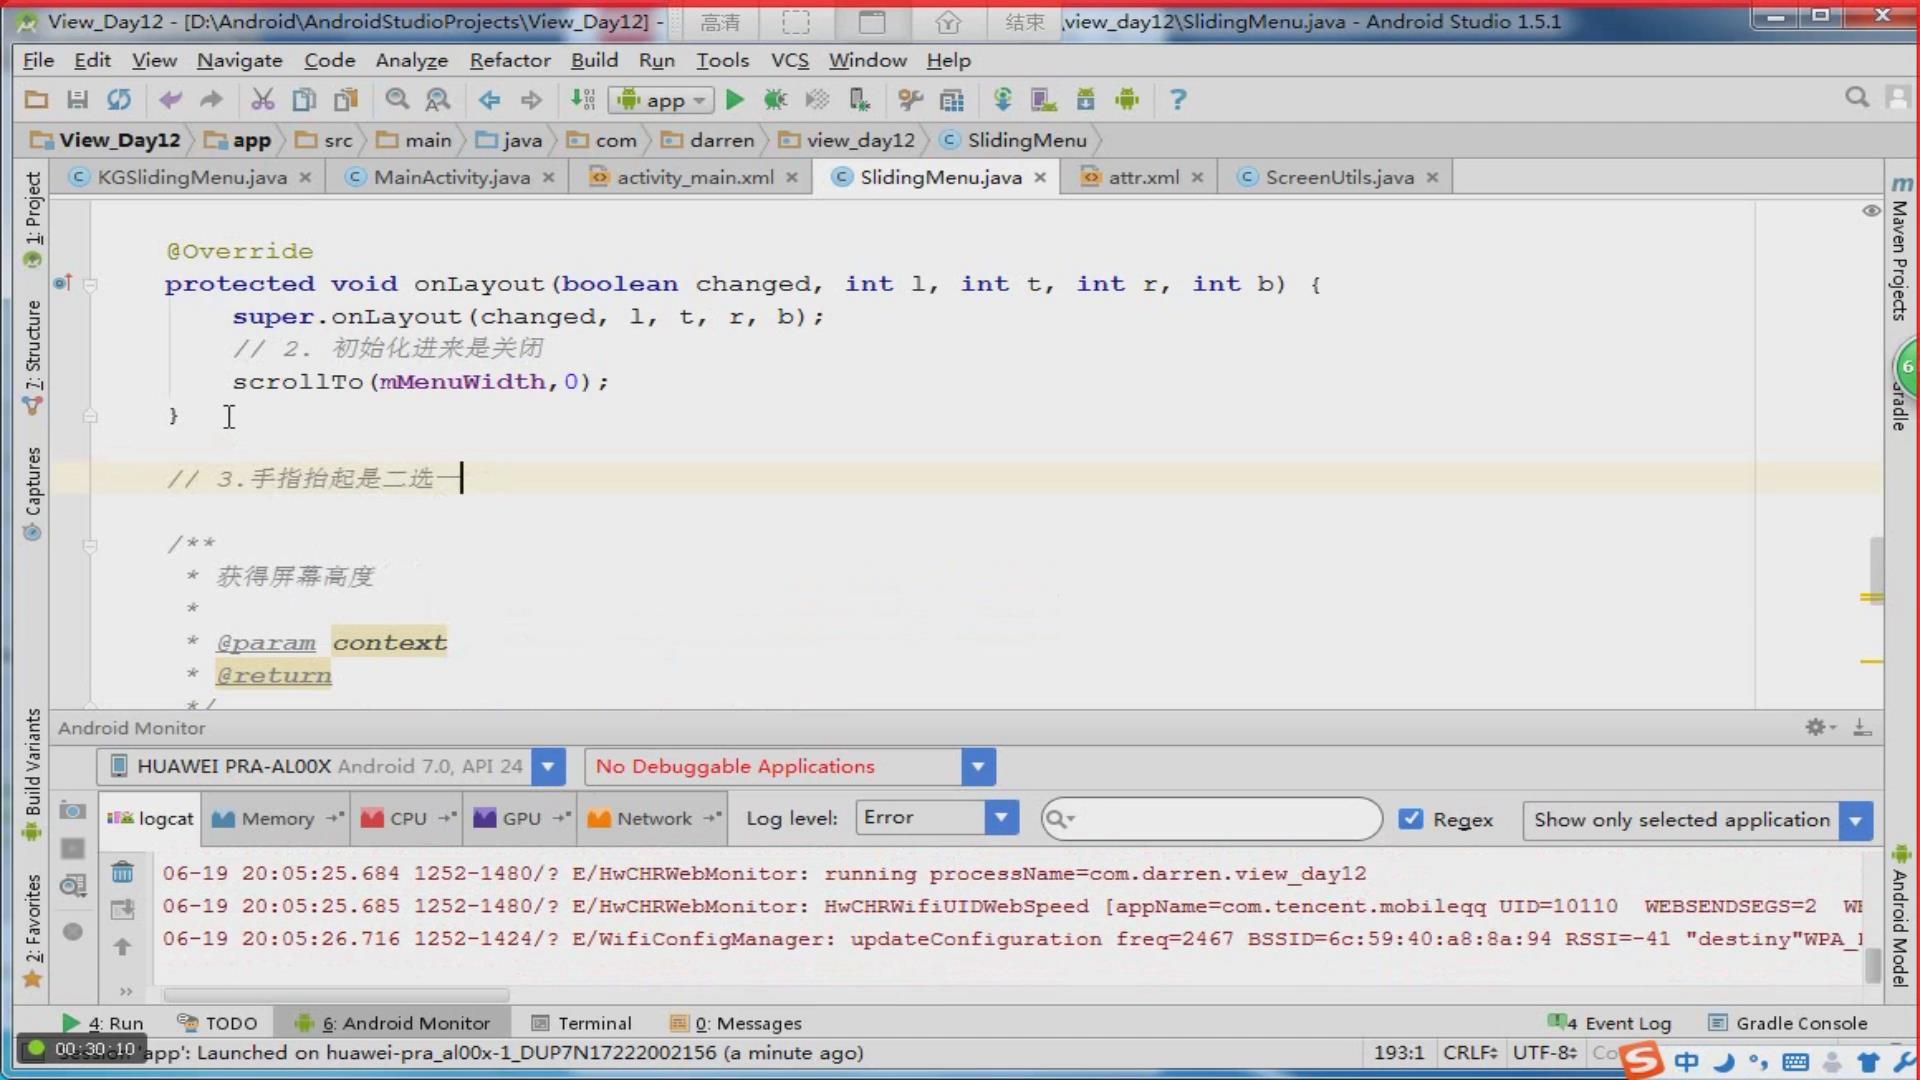 View_Day12 - [D:\Android\AndroidStudioProjects\View_Day12] -
高清
结束
.view_day12\SlidingMenu.java - Android Studio 1.5.1
File Edit View Navigate Code Analyze Refactor Build Run Tools VCS Window Help
app
View_Day12 app src main java com darren view_day12 SlidingMenu
KGSlidingMenu.java MainActivity.java activity_main.xml SlidingMenu.java attr.xml ScreenUtils.java
1: Project
7: Structure
Captures
Build Variants
2: Favorites
Maven Projects
6
Android Model
@Override
protected void onLayout(boolean changed, int l, int t, int r, int b) {
super.onLayout(changed, l, t, r, b);
// 2. 初始化进来是关闭
scrollTo(mMenuWidth,0);
}
// 3.手指抬起是二选一
/**
* 获得屏幕高度
*
* @param context
* @return
*/
Android Monitor
HUAWEI PRA-AL00X Android 7.0, API 24
No Debuggable Applications
logcat Memory CPU GPU Network Log level: Error Regex Show only selected application
06-19 20:05:25.684 1252-1480/? E/HwCHRWebMonitor: running processName=com.darren.view_day12
06-19 20:05:25.685 1252-1480/? E/HwCHRWebMonitor: HwCHRWifiUIDWebSpeed [appName=com.tencent.mobileqq UID=10110 WEBSENDSEGS=2
06-19 20:05:26.716 1252-1424/? E/WifiConfigManager: updateConfiguration freq=2467 BSSID=6c:59:40:a8:8a:94 RSSI=-41 "destiny"WPA_
4: Run TODO 6: Android Monitor Terminal 0: Messages 4 Event Log Gradle Console
00:30:10 'app': Launched on huawei-pra_al00x-1_DUP7N17222002156 (a minute ago)
193:1 CRLF UTF-8
中